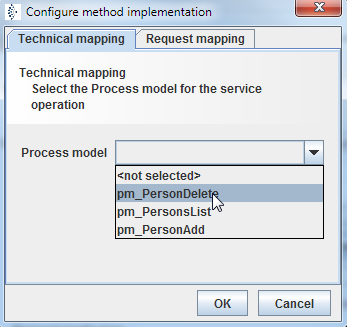 Configure method implementation
Technical mapping Request mapping
Technical mapping
Select the Process model for the service
operation
Process model
<not selected>
pm_PersonDelete
pm_PersonsList
pm_PersonAdd
OK Cancel